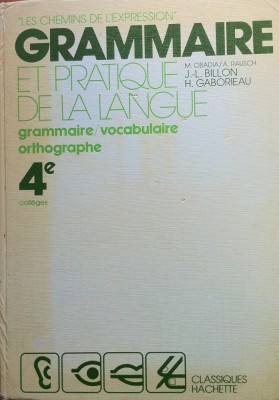 "LES CHEMINS DE L'EXPRESSION"
GRAMMAIRE
ET PRATIQUE
DE LA LANGUE
M. OBADIA/A. RAUSCH
J.-L. BILLON
H. GABORIEAU
grammaire/vocabulaire
orthographe
4e
collèges
CLASSIQUES
HACHETTE